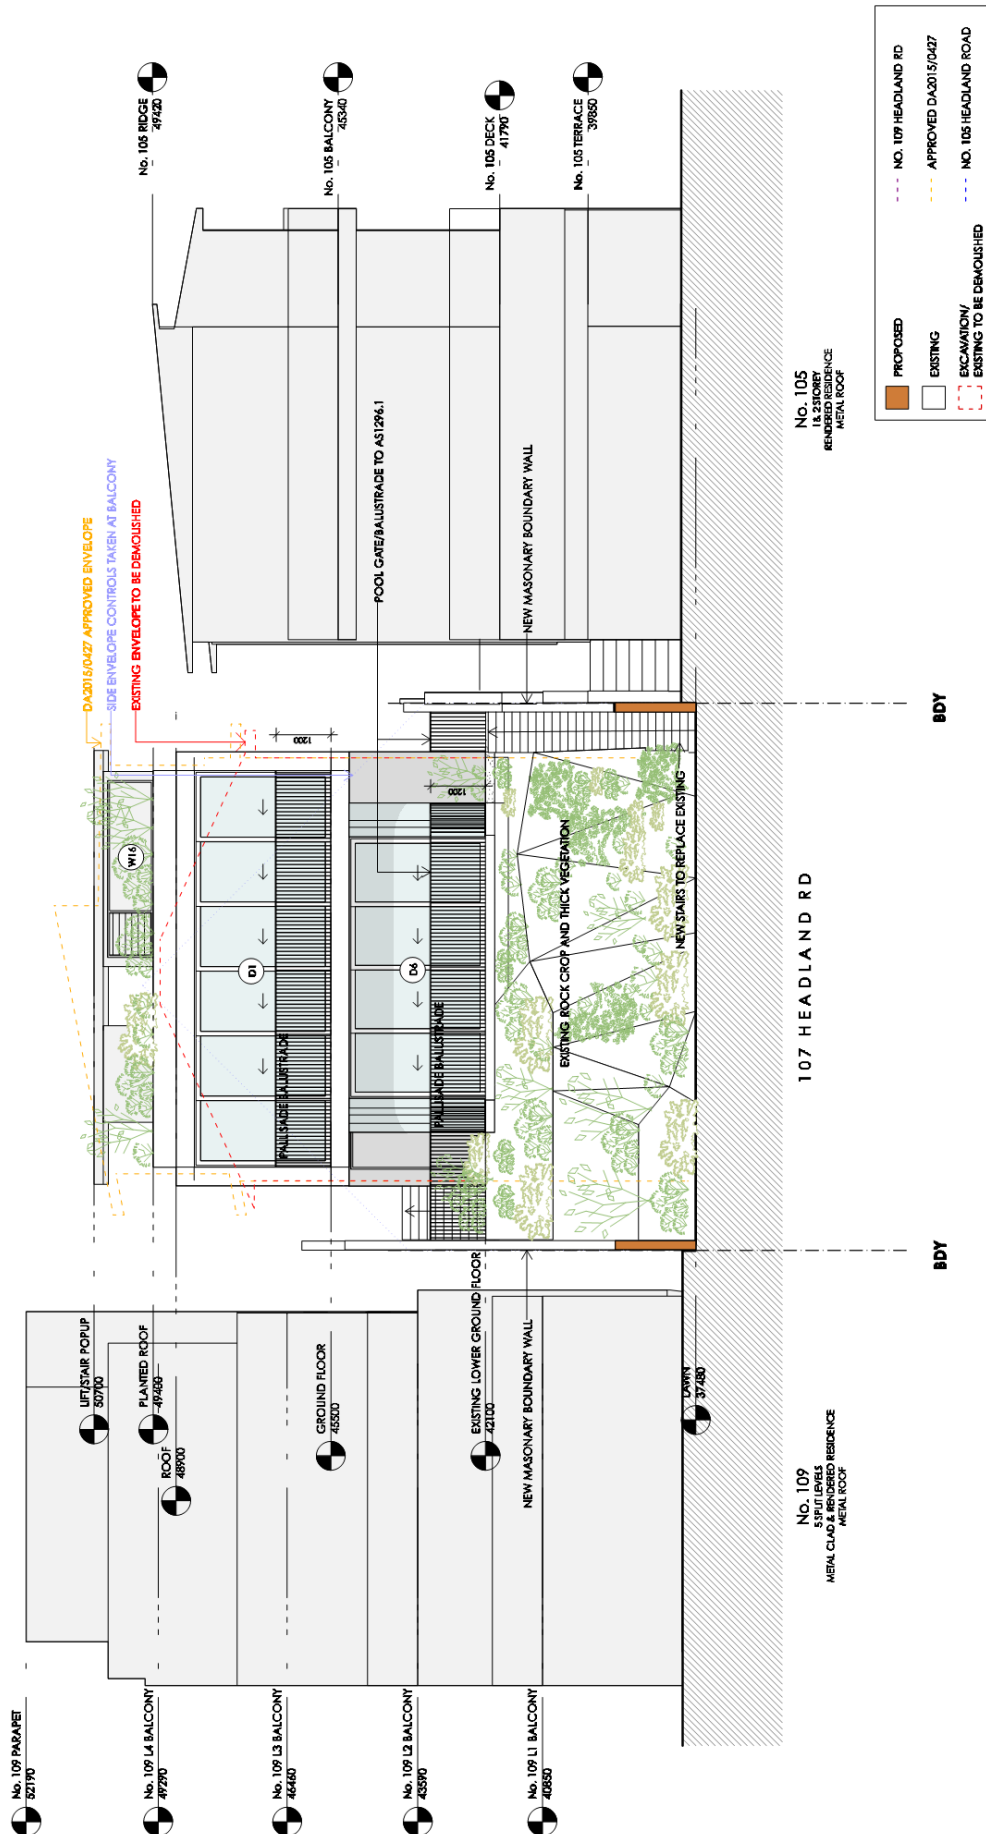 No. 109 PARAPET
52190
No. 109 L4 BALCONY
49290
No. 109 L3 BALCONY
46460
No. 109 L2 BALCONY
43590
No. 109 L1 BALCONY
40850
LIFT/STAIR POPUP
50700
PLANTED ROOF
49400
ROOF
48900
GROUND FLOOR
45500
EXISTING LOWER GROUND FLOOR
42100
NEW MASONARY BOUNDARY WALL
LAWN
37480
No. 109
5 SPLIT LEVELS
METAL CLAD & RENDERED RESIDENCE
METAL ROOF
BDY
W16
D1
PALLISADE BALUSTRADE
1200
D6
PALLISADE BALUSTRADE
1200
EXISTING ROCK CROP AND THICK VEGETATION
NEW STAIRS TO REPLACE EXISTING
107 HEADLAND RD
DA2015/0427 APPROVED ENVELOPE
SIDE ENVELOPE CONTROLS TAKEN AT BALCONY
EXISTING ENVELOPE TO BE DEMOLISHED
POOL GATE/BALUSTRADE TO AS1296.1
NEW MASONARY BOUNDARY WALL
BDY
No. 105 RIDGE
49420
No. 105 BALCONY
45340
No. 105 DECK
41790
No. 105 TERRACE
39850
No. 105
1 & 2 STOREY
RENDERED RESIDENCE
METAL ROOF
PROPOSED
EXISTING
EXCAVATION/
EXISTING TO BE DEMOLISHED
NO. 109 HEADLAND RD
APPROVED DA2015/0427
NO. 105 HEADLAND ROAD